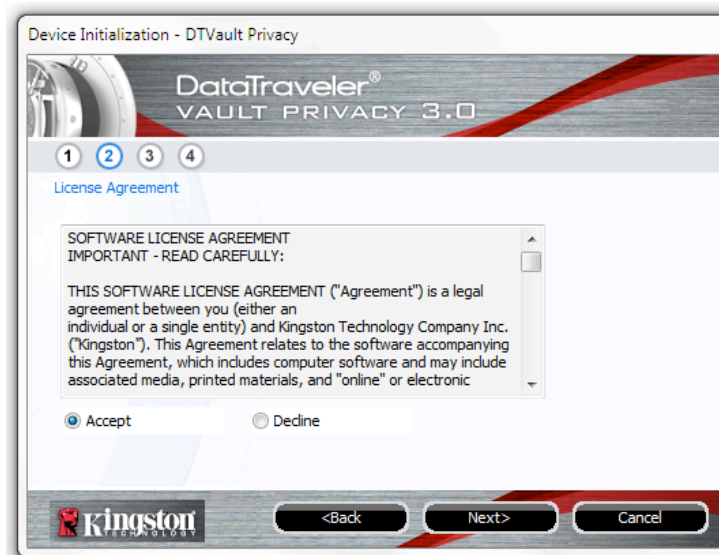 Device Initialization - DTVault Privacy
DataTraveler®
VAULT PRIVACY 3.0
1 2 3 4
License Agreement
SOFTWARE LICENSE AGREEMENT
IMPORTANT - READ CAREFULLY:
THIS SOFTWARE LICENSE AGREEMENT ("Agreement") is a legal
agreement between you (either an
individual or a single entity) and Kingston Technology Company Inc.
("Kingston"). This Agreement relates to the software accompanying
this Agreement, which includes computer software and may include
associated media, printed materials, and "online" or electronic
Accept Decline
Kingston
TECHNOLOGY
<Back Next> Cancel